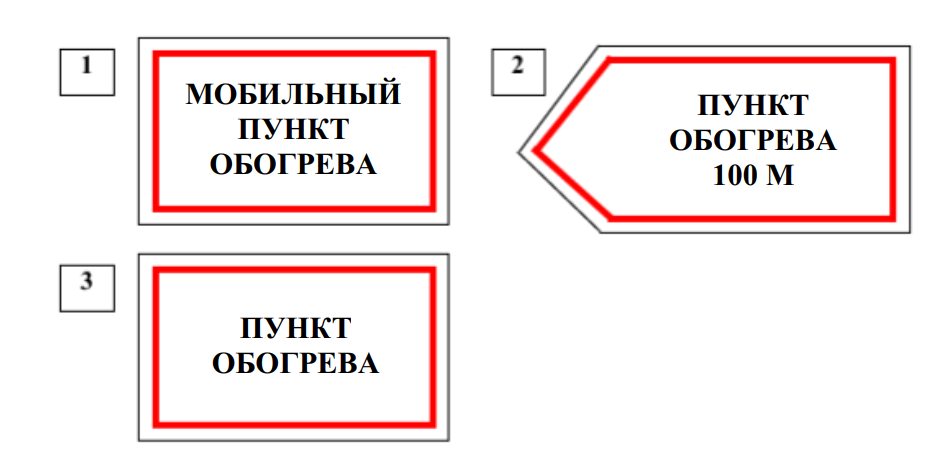 1
МОБИЛЬНЫЙ
ПУНКТ
ОБОГРЕВА
2
ПУНКТ
ОБОГРЕВА
100 М
3
ПУНКТ
ОБОГРЕВА